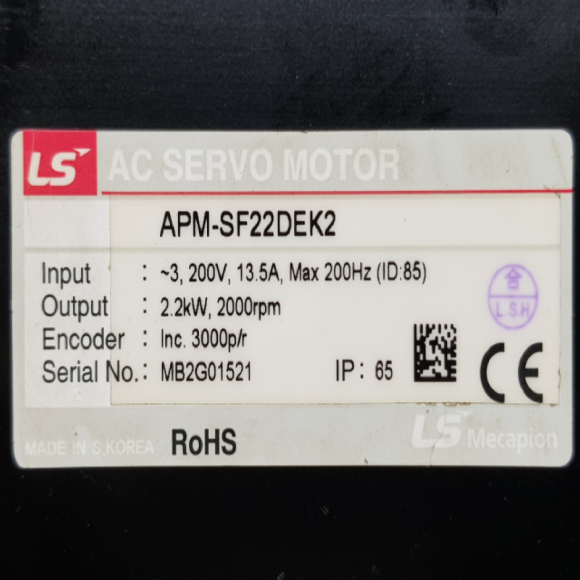 LS AC SERVO MOTOR
APM-SF22DEK2
Input : ~3, 200V, 13.5A, Max 200Hz (ID:85)
Output : 2.2kW, 2000rpm
Encoder : Inc. 3000p/r
Serial No. : MB2G01521 IP : 65
合
L.S.H
CE
MADE IN S.KOREA RoHS LS Mecapion